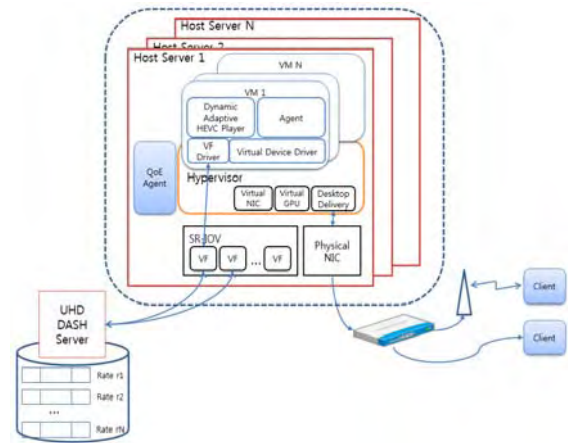 Host Server N
Host Server 2
Host Server 1
VM N
VM 1
Dynamic
Adaptive
HEVC Player
Agent
VF
Driver
Virtual Device Driver
QoE
Agent
Hypervisor
Virtual
NIC
Virtual
GPU
Desktop
Delivery
SR-IOV
VF
VF
...
VF
Physical
NIC
UHD
DASH
Server
Client
Client
Rate r1
Rate r2
...
Rate rN